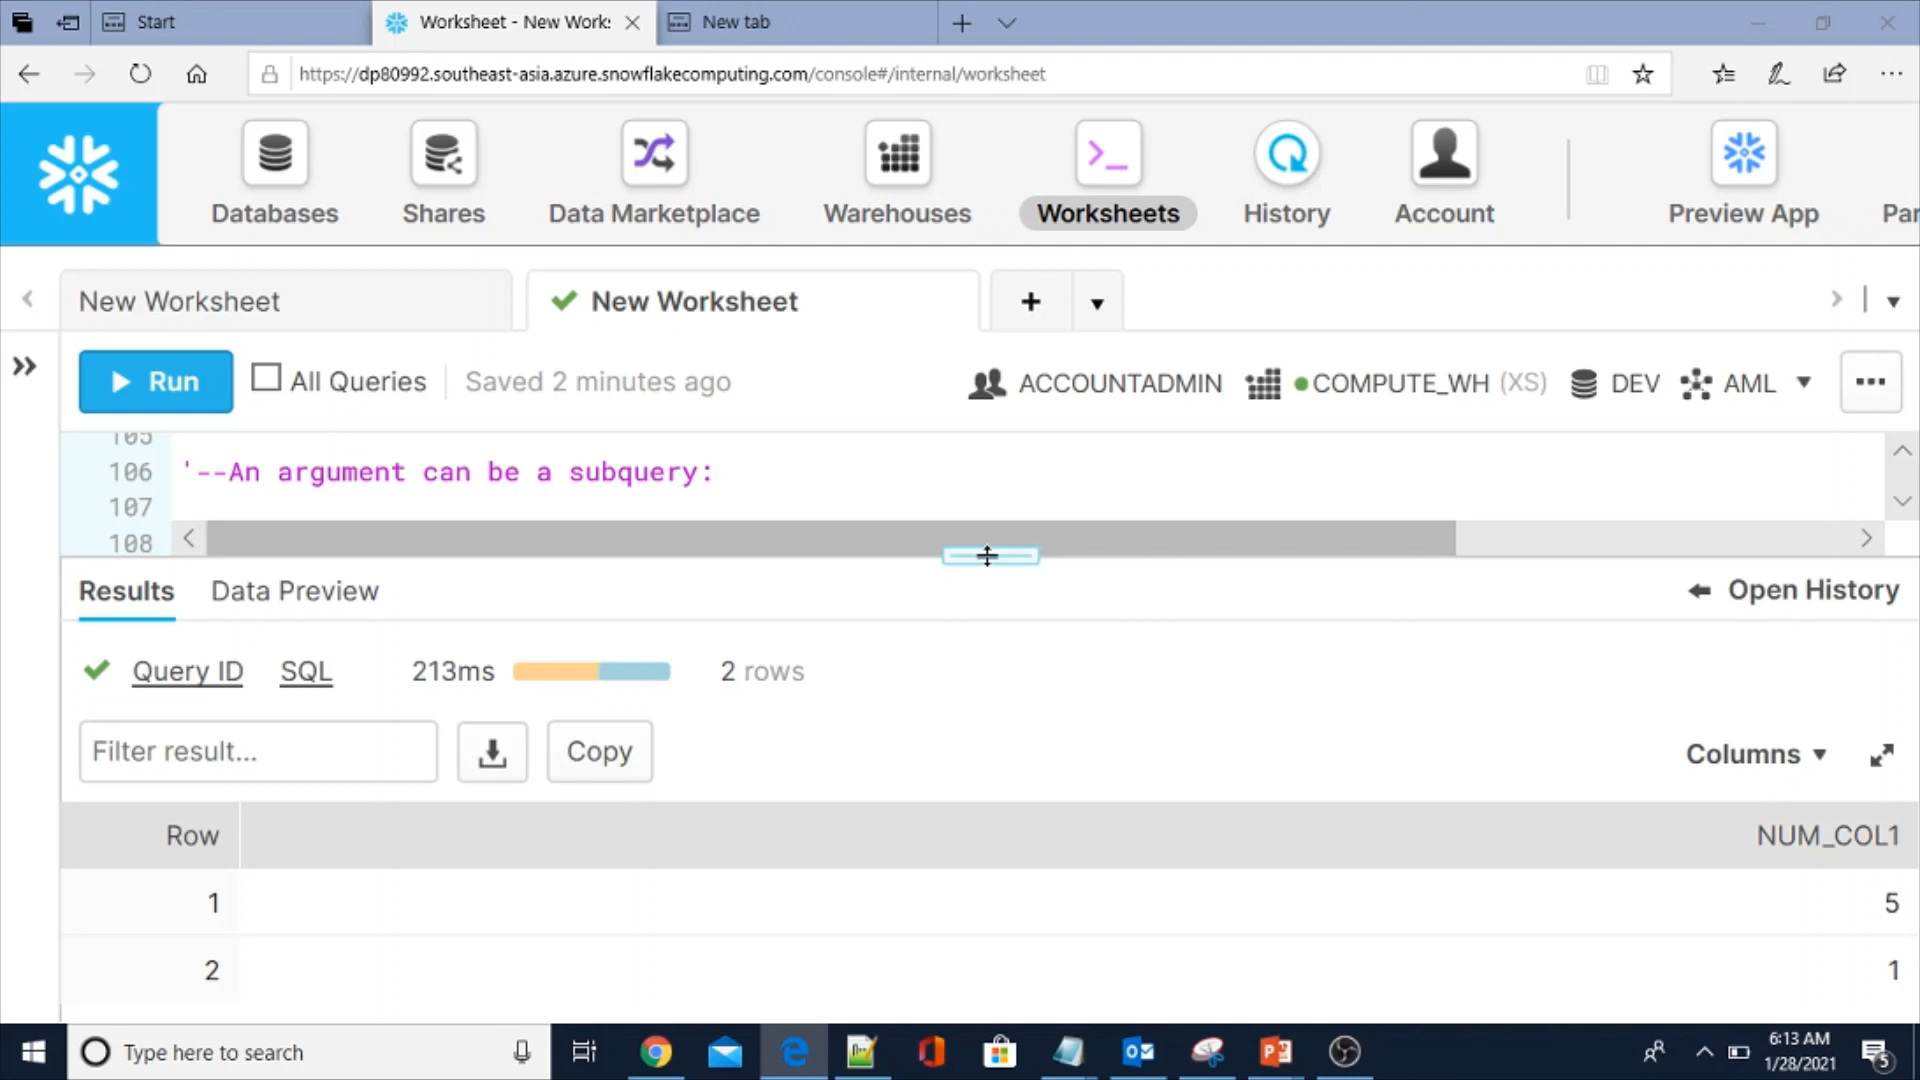 Start
Worksheet - New Work:
New tab
https://dp80992.southeast-asia.azure.snowflakecomputing.com/console#/internal/worksheet
Databases
Shares
Data Marketplace
Warehouses
Worksheets
History
Account
Preview App
Par
New Worksheet
New Worksheet
Run
All Queries
Saved 2 minutes ago
ACCOUNTADMIN
COMPUTE_WH (XS)
DEV
AML
105
106 '--An argument can be a subquery:
107
108
Results
Data Preview
Open History
Query ID
SQL
213ms
2 rows
Filter result...
Copy
Columns
Row
NUM_COL1
1
5
2
1
Type here to search
6:13 AM
1/28/2021
5